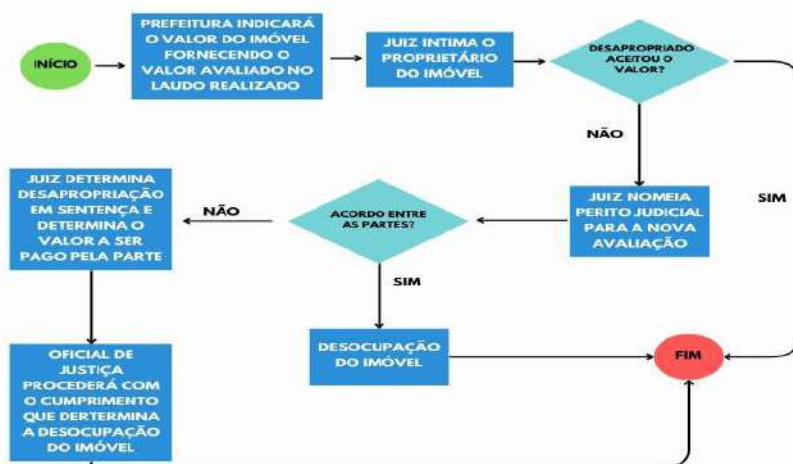 INÍCIO
PREFEITURA INDICARÁ
O VALOR DO IMÓVEL
FORNECENDO O
VALOR AVALIADO NO
LAUDO REALIZADO
JUIZ INTIMA O
PROPRIETÁRIO
DO IMÓVEL
DESAPROPRIADO
ACEITOU O
VALOR?
NÃO
SIM
JUIZ NOMEIA
PERITO JUDICIAL
PARA A NOVA
AVALIAÇÃO
ACORDO ENTRE
AS PARTES?
NÃO
JUIZ DETERMINA
DESAPROPRIAÇÃO
EM SENTENÇA E
DETERMINA O
VALOR A SER
PAGO PELA PARTE
SIM
DESOCUPAÇÃO
DO IMÓVEL
FIM
OFICIAL DE
JUSTIÇA
PROCEDERÁ COM
O CUMPRIMENTO
QUE DERTERMINA
A DESOCUPAÇÃO
DO IMÓVEL